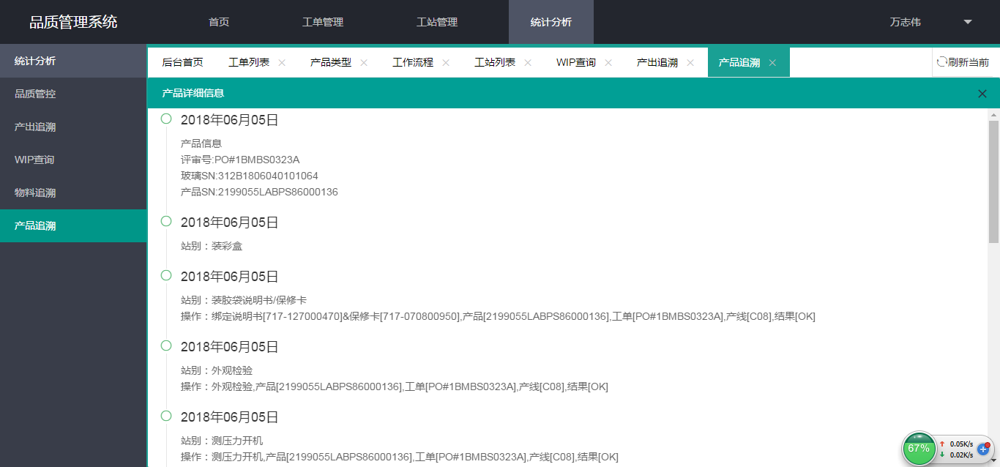 品质管理系统
首页
工单管理
工站管理
统计分析
万志伟
统计分析
品质管控
产出追溯
WIP查询
物料追溯
产品追溯
后台首页
工单列表
产品类型
工作流程
工站列表
WIP查询
产出追溯
产品追溯
刷新当前
产品详细信息
2018年06月05日
产品信息
评审号:PO#1BMBS0323A
玻璃SN:312B1806040101064
产品SN:2199055LABPS86000136
2018年06月05日
站别：装彩盒
2018年06月05日
站别：装胶袋说明书/保修卡
操作：绑定说明书[717-127000470]&保修卡[717-070800950],产品[2199055LABPS86000136],工单[PO#1BMBS0323A],产线[C08],结果[OK]
2018年06月05日
站别：外观检验
操作：外观检验,产品[2199055LABPS86000136],工单[PO#1BMBS0323A],产线[C08],结果[OK]
2018年06月05日
站别：测压力开机
操作：测压力开机,产品[2199055LABPS86000136],工单[PO#1BMBS0323A],产线[C08],结果[OK]
67%
0.05K/s
0.02K/s